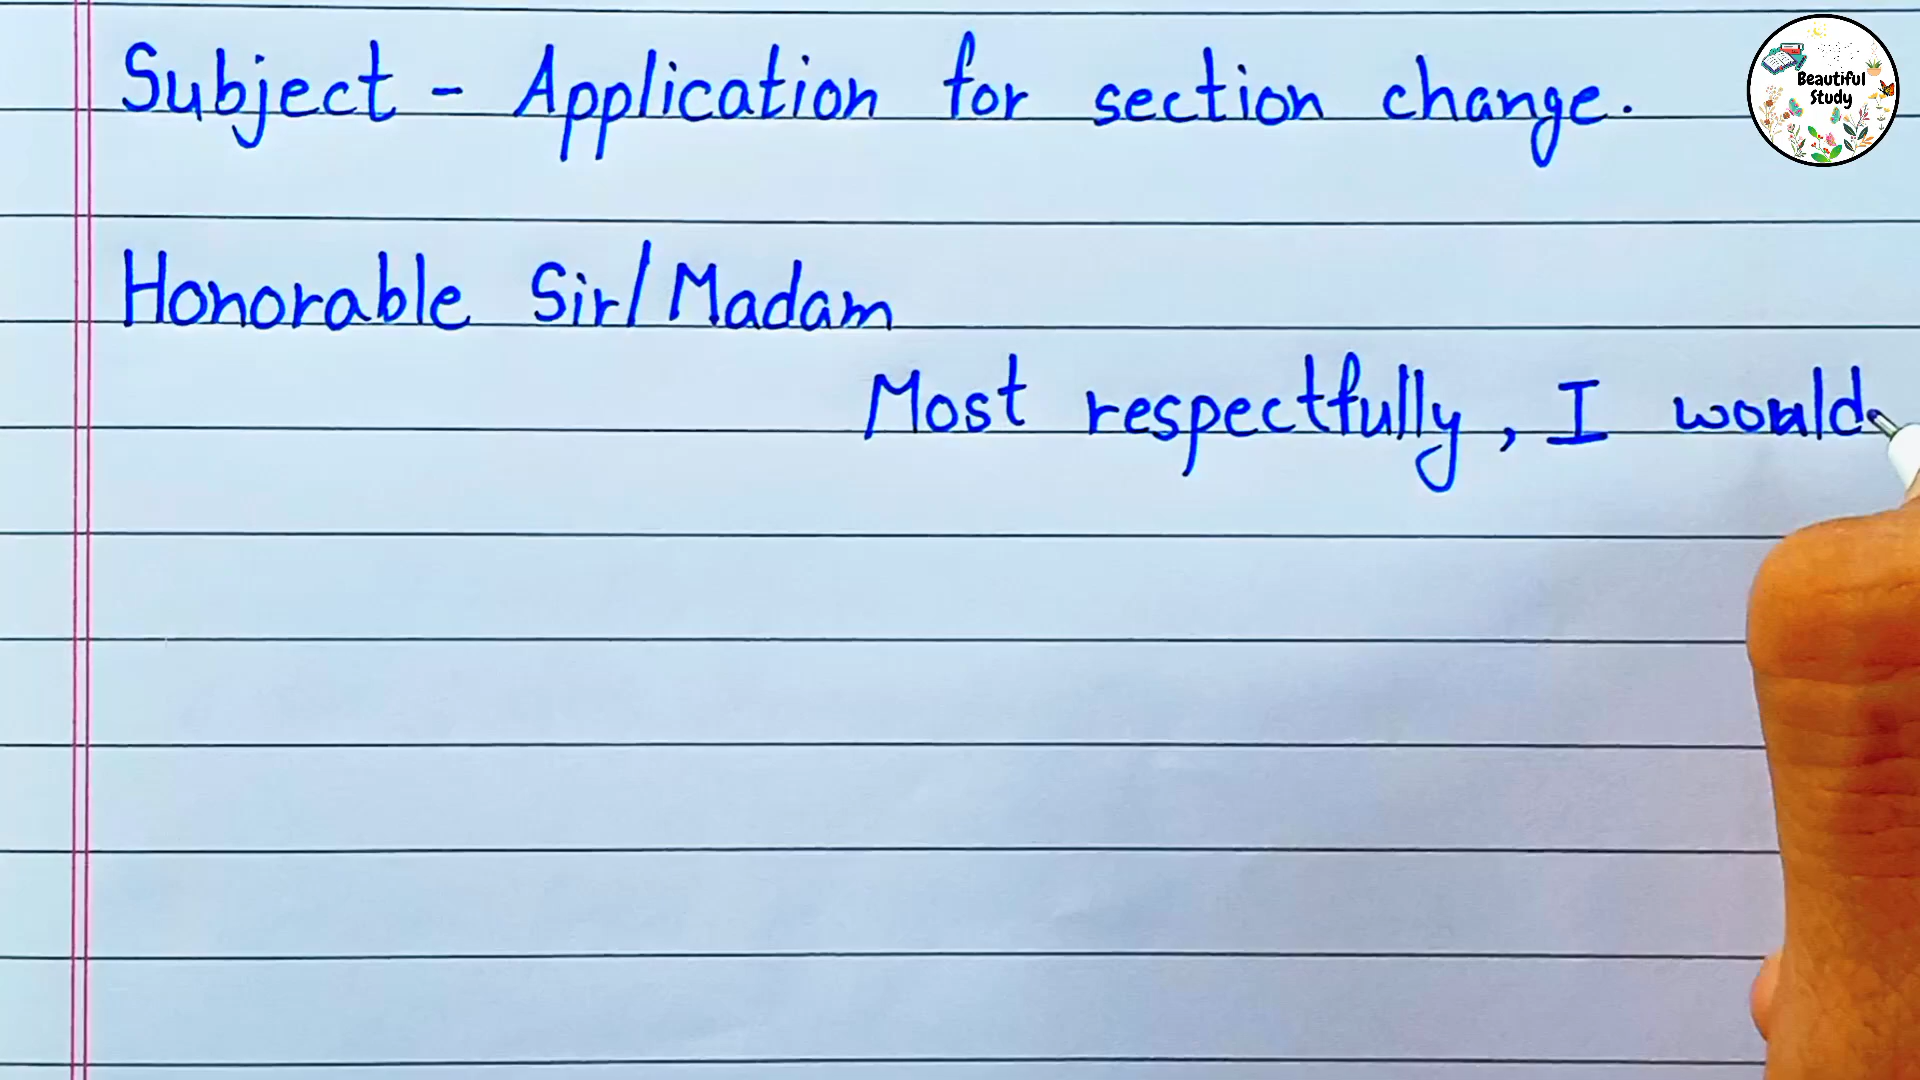 Subject - Application for section change.
Beautiful
Study
Honorable Sir/Madam
Most respectfully, I would